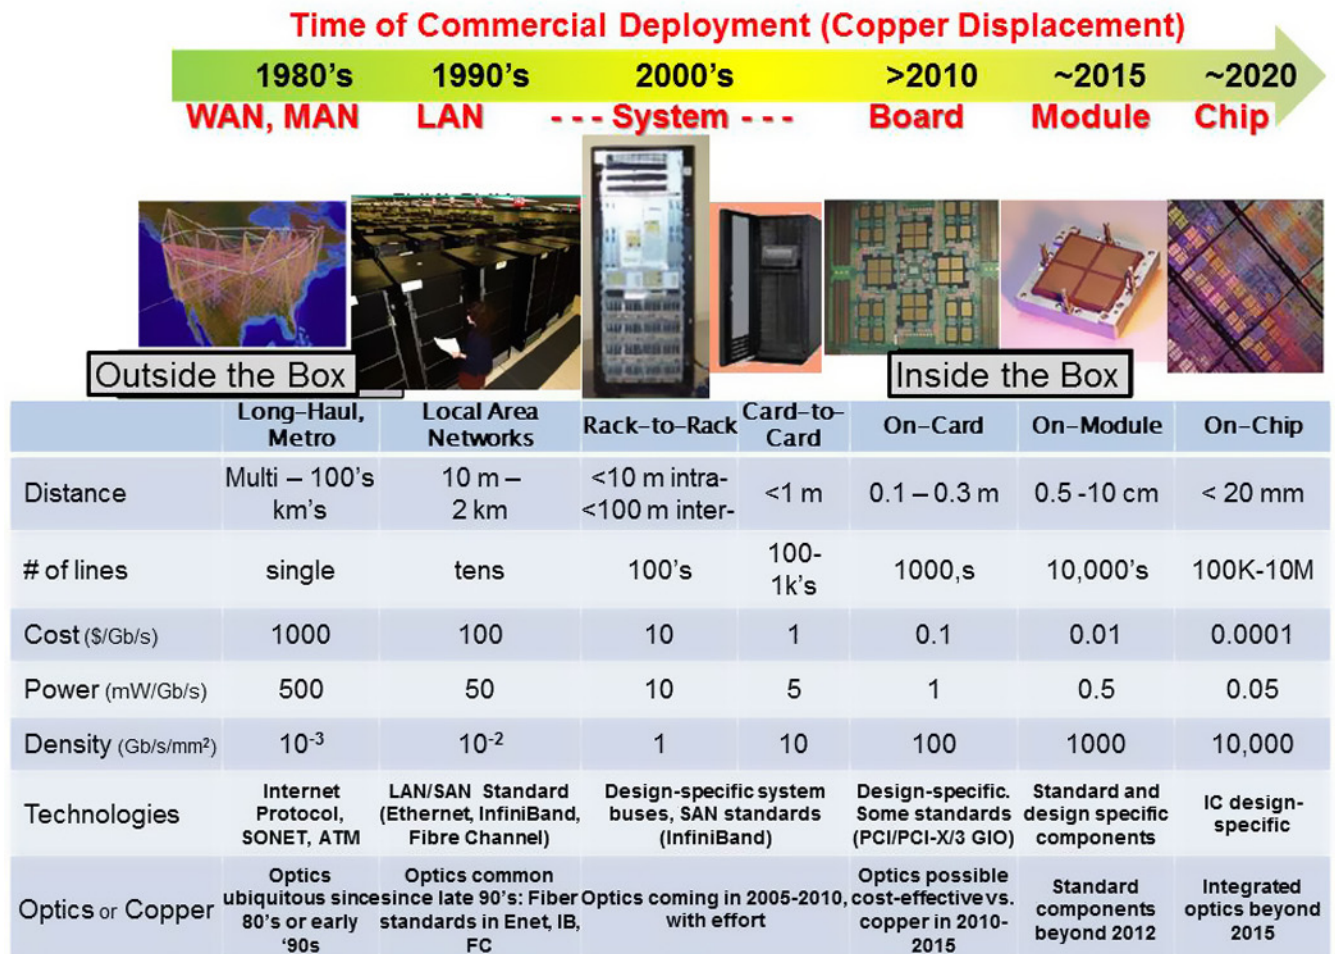 Time of Commercial Deployment (Copper Displacement)
1980's 1990's 2000's >2010 ~2015 ~2020
WAN, MAN LAN - - - System - - - Board Module Chip
Outside the Box Inside the Box
Long-Haul, Metro Local Area Networks Rack-to-Rack Card-to-Card On-Card On-Module On-Chip
Distance Multi – 100's km's 10 m – 2 km <10 m intra- <100 m inter- <1 m 0.1 – 0.3 m 0.5 -10 cm < 20 mm
# of lines single tens 100's 100-1k's 1000,s 10,000's 100K-10M
Cost ($/Gb/s) 1000 100 10 1 0.1 0.01 0.0001
Power (mW/Gb/s) 500 50 10 5 1 0.5 0.05
Density (Gb/s/mm²) 10⁻³ 10⁻² 1 10 100 1000 10,000
Technologies Internet Protocol, SONET, ATM LAN/SAN Standard (Ethernet, InfiniBand, Fibre Channel) Design-specific system buses, SAN standards (InfiniBand) Design-specific. Some standards (PCI/PCI-X/3 GIO) Standard and design specific components IC design-specific
Optics or Copper Optics ubiquitous since 80's or early '90s Optics common since late 90's: Fiber standards in Enet, IB, FC Optics coming in 2005-2010, with effort Optics possible cost-effective vs. copper in 2010-2015 Standard components beyond 2012 Integrated optics beyond 2015